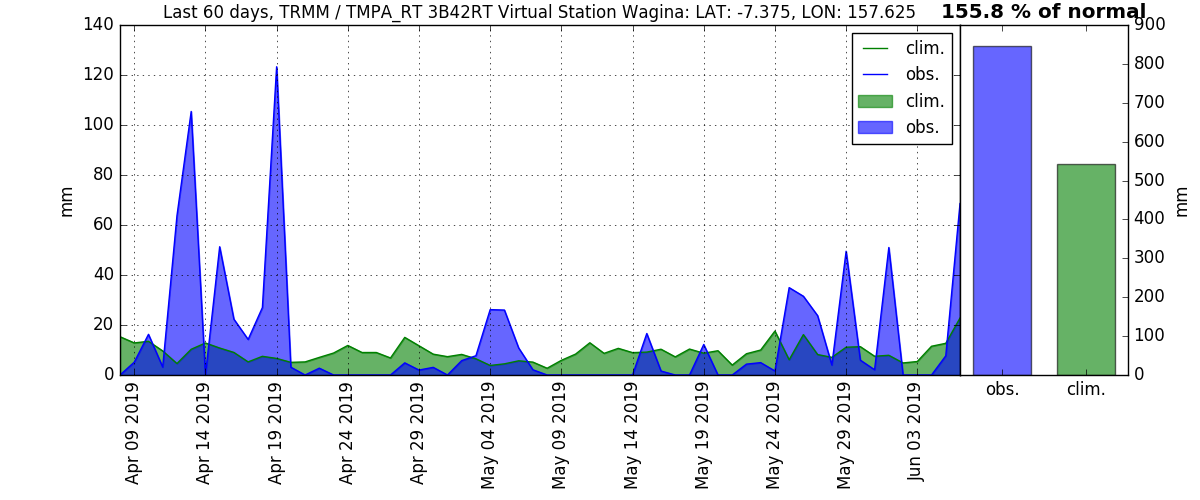 Last 60 days, TRMM / TMPA_RT 3B42RT Virtual Station Wagina: LAT: -7.375, LON: 157.625
155.8 % of normal
140
120
100
80
60
40
20
0
mm
clim.
obs.
clim.
obs.
900
800
700
600
500
400
300
200
100
0
mm
Apr 09 2019
Apr 14 2019
Apr 19 2019
Apr 24 2019
Apr 29 2019
May 04 2019
May 09 2019
May 14 2019
May 19 2019
May 24 2019
May 29 2019
Jun 03 2019
obs.
clim.